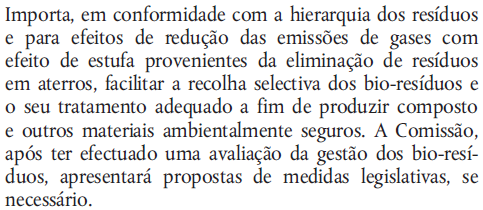 Importa, em conformidade com a hierarquia dos resíduos
e para efeitos de redução das emissões de gases com
efeito de estufa provenientes da eliminação de resíduos
em aterros, facilitar a recolha selectiva dos bio-resíduos e
o seu tratamento adequado a fim de produzir composto
e outros materiais ambientalmente seguros. A Comissão,
após ter efectuado uma avaliação da gestão dos bio-resí-
duos, apresentará propostas de medidas legislativas, se
necessário.